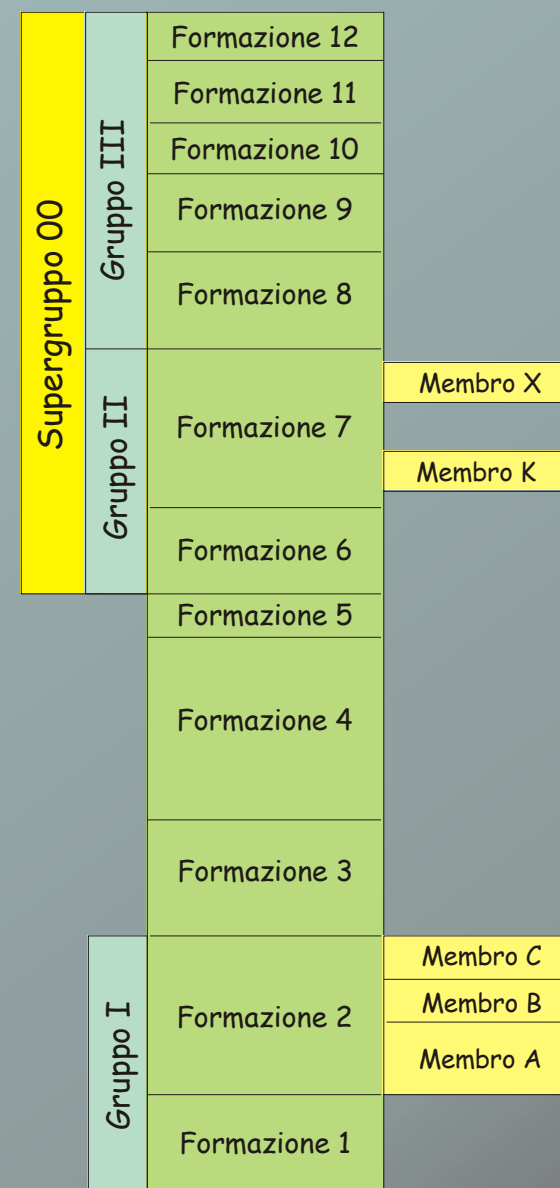 Supergruppo 00
Gruppo III
Gruppo II
Gruppo I
Formazione 12
Formazione 11
Formazione 10
Formazione 9
Formazione 8
Formazione 7
Formazione 6
Formazione 5
Formazione 4
Formazione 3
Formazione 2
Formazione 1
Membro X
Membro K
Membro C
Membro B
Membro A